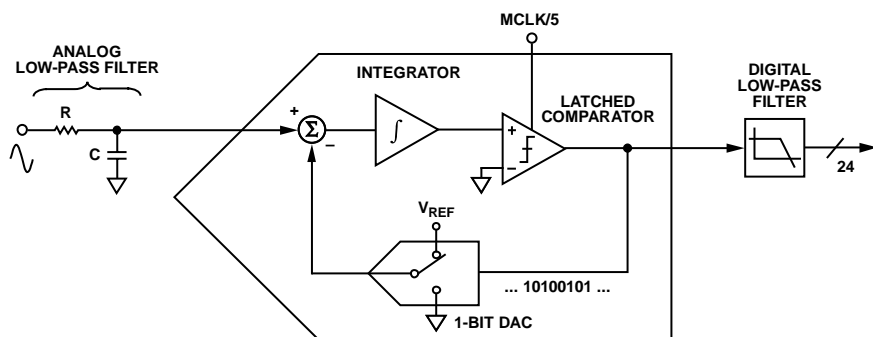 MCLK/5
ANALOG
LOW-PASS FILTER
INTEGRATOR
DIGITAL
LOW-PASS
FILTER
LATCHED
COMPARATOR
R
C
+
Σ
–
∫
+
–
24
VREF
... 10100101 ...
1-BIT DAC